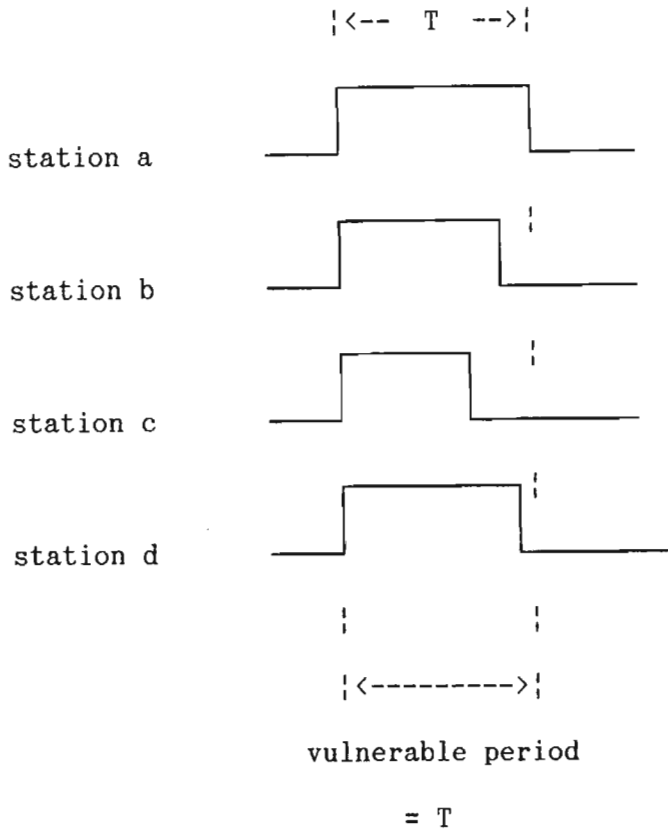 ¦<-- T -->¦
station a
station b
station c
station d
¦<---------->¦
vulnerable period
= T